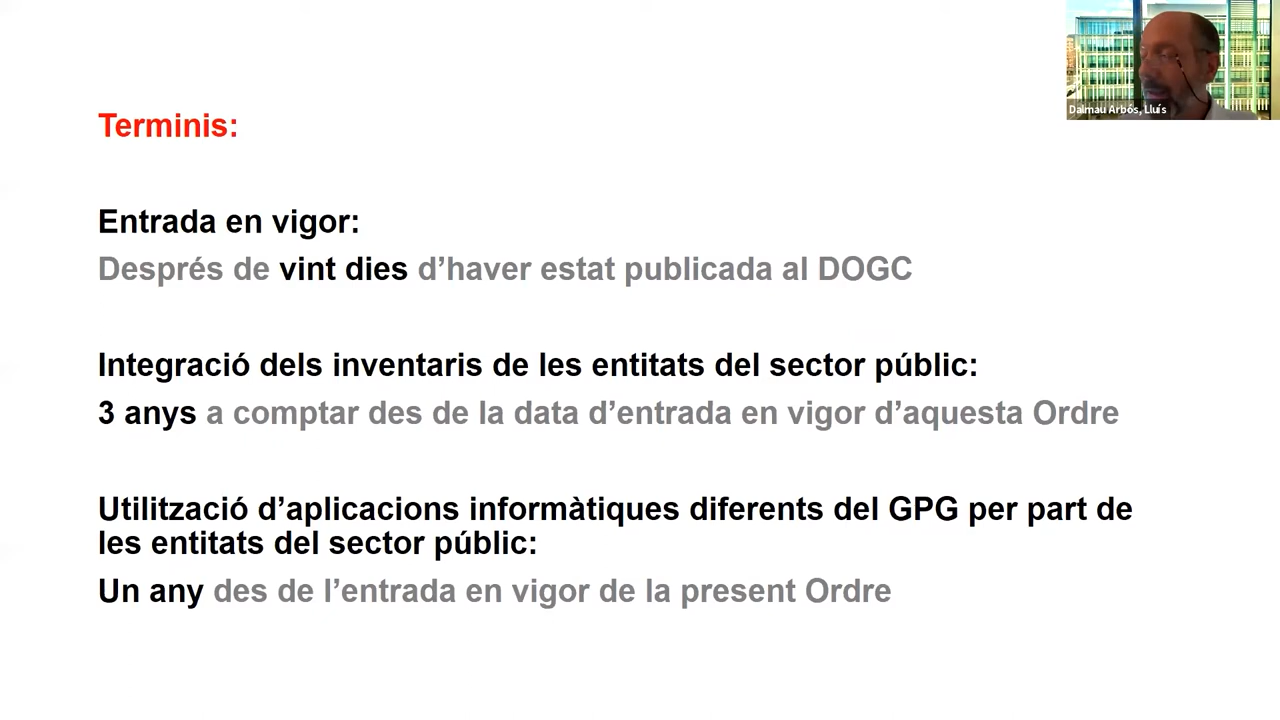 Dalmau Arbós, Lluís
Terminis:
Entrada en vigor:
Després de vint dies d’haver estat publicada al DOGC
Integració dels inventaris de les entitats del sector públic:
3 anys a comptar des de la data d’entrada en vigor d’aquesta Ordre
Utilització d’aplicacions informàtiques diferents del GPG per part de
les entitats del sector públic:
Un any des de l’entrada en vigor de la present Ordre